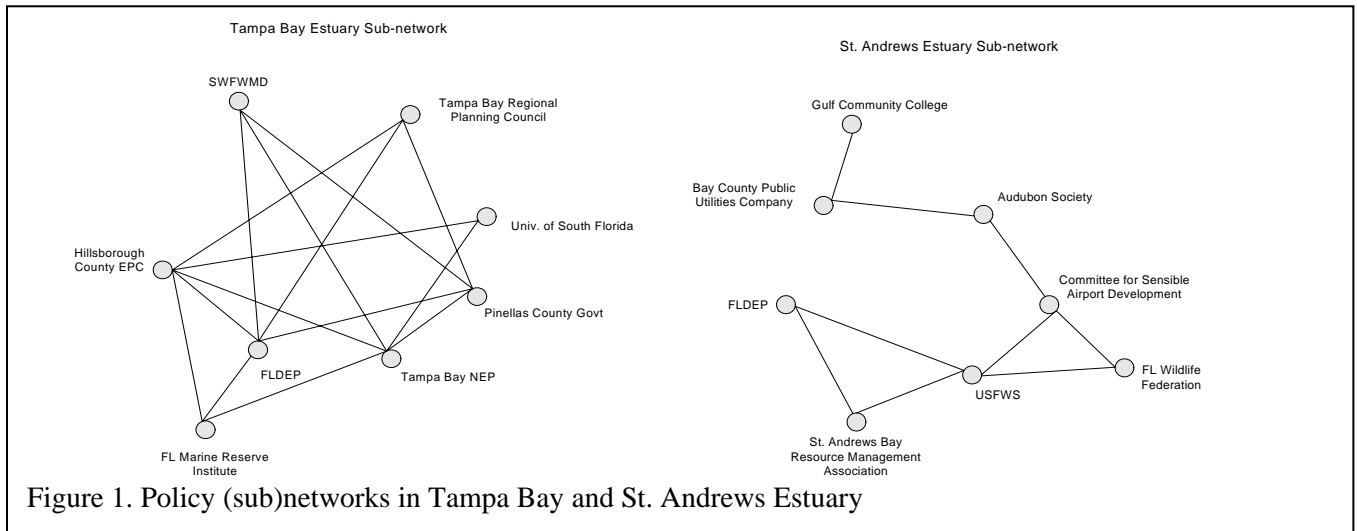 Tampa Bay Estuary Sub-network
SWFWMD
Tampa Bay Regional
Planning Council
Univ. of South Florida
Hillsborough
County EPC
Pinellas County Govt
FLDEP
Tampa Bay NEP
FL Marine Reserve
Institute
St. Andrews Estuary Sub-network
Gulf Community College
Bay County Public
Utilities Company
Audubon Society
Committee for Sensible
Airport Development
FLDEP
FL Wildlife
Federation
USFWS
St. Andrews Bay
Resource Management
Association
Figure 1. Policy (sub)networks in Tampa Bay and St. Andrews Estuary